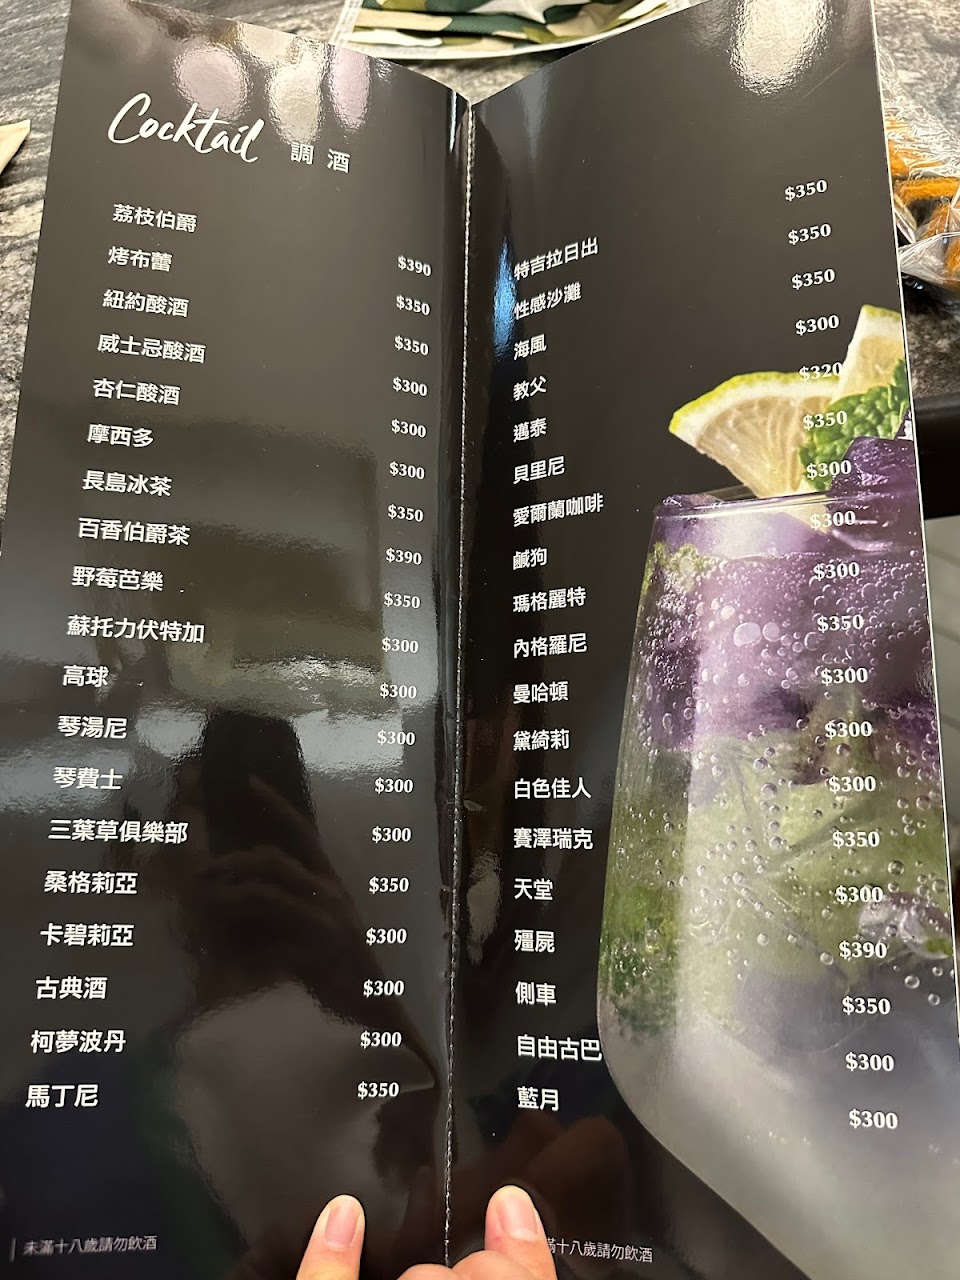 Cocktail 調酒
荔枝伯爵 $390
烤布蕾 $350
紐約酸酒 $350
威士忌酸酒 $300
杏仁酸酒 $300
摩西多 $300
長島冰茶 $350
百香伯爵茶 $390
野莓芭樂 $350
蘇托力伏特加 $300
高球 $300
琴湯尼 $300
琴費士 $300
三葉草俱樂部 $300
桑格莉亞 $350
卡碧莉亞 $300
古典酒 $300
柯夢波丹 $300
馬丁尼 $350
未滿十八歲請勿飲酒
特吉拉日出 $350
性感沙灘 $350
海風 $350
教父 $300
邁泰 $320
貝里尼 $350
愛爾蘭咖啡 $300
鹹狗 $300
瑪格麗特 $300
內格羅尼 $350
曼哈頓 $300
黛綺莉 $300
白色佳人 $300
賽澤瑞克 $350
天堂 $300
殭屍 $390
側車 $350
自由古巴 $300
藍月 $300
滿十八歲請勿飲酒